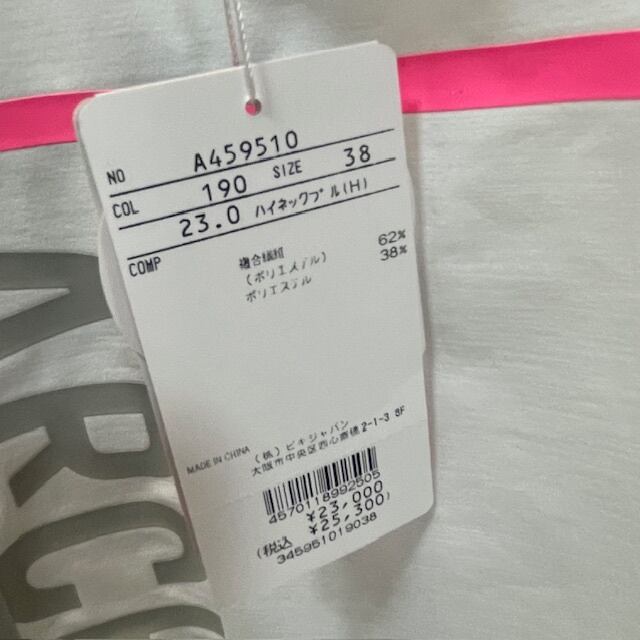 NO A459510
COL 190 SIZE 38
23.0 ハイネックプル(H)
COMP 複合繊維 62%
(ポリエステル) 38%
ポリエステル
MADE IN CHINA (株)ビキジャパン
大阪市中央区西心斎橋2-1-3 8F
4570118992505
¥23,000
(税込 ¥25,300)
345951019038
ARC